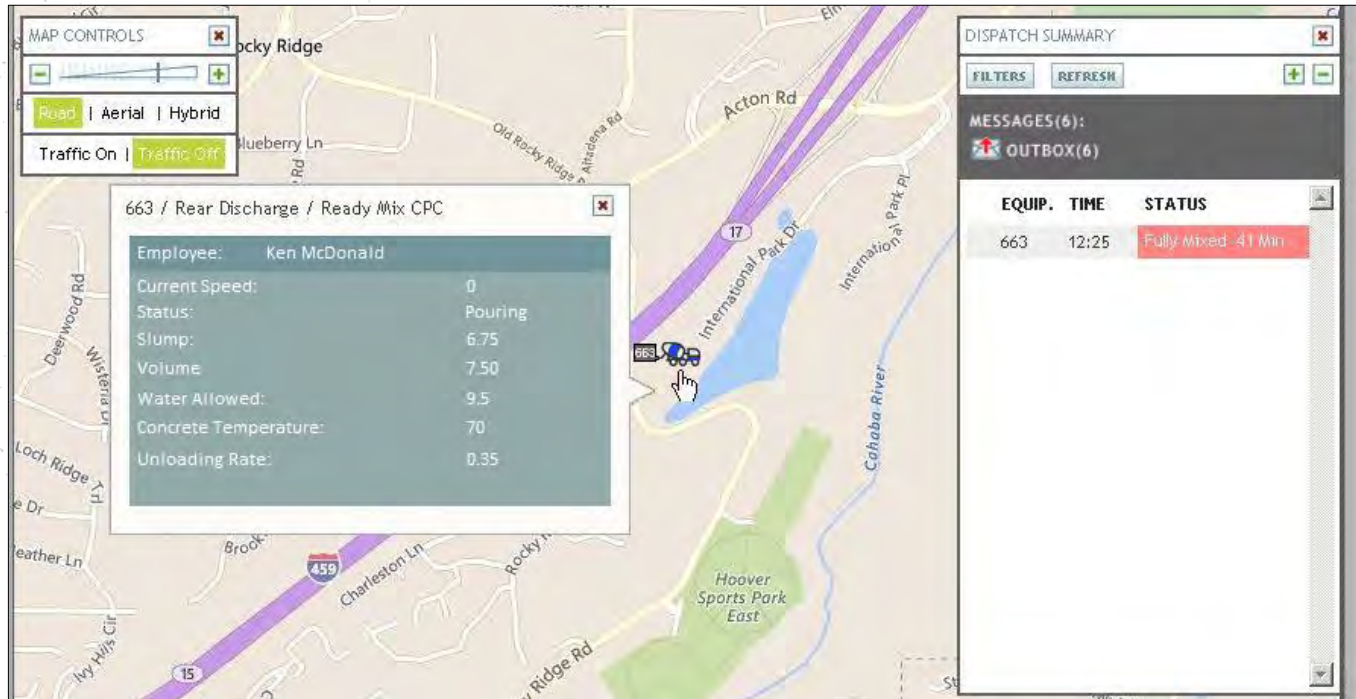 MAP CONTROLS
Road | Aerial | Hybrid
Traffic On | Traffic Off
Rocky Ridge
Blueberry Ln
Rd
Old Rocky Ridge
Altadena Rd
Acton Rd
17
International Park Dr
International Park Pl
663 / Rear Discharge / Ready Mix CPC
Employee: Ken McDonald
Current Speed: 0
Status: Pouring
Slump: 6.75
Volume 7.50
Water Allowed: 9.5
Concrete Temperature: 70
Unloading Rate: 0.35
663
Deerwood Rd
Loch Ridge Trl
e Dr
eather Ln
Brook
459
Charleston Ln
Rocky
Ivy Hills Cir
15
Ridge Rd
Hoover
Sports Park
East
Cahaba River
DISPATCH SUMMARY
FILTERS REFRESH
MESSAGES(6):
OUTBOX(6)
EQUIP. TIME STATUS
663 12:25 Fully Mixed 41 Min